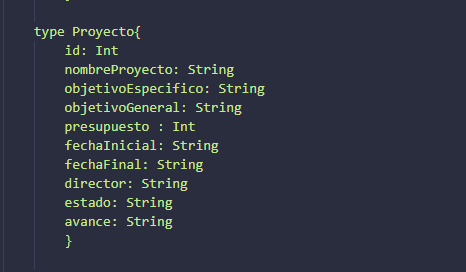 type Proyecto{
id: Int
nombreProyecto: String
objetivoEspecifico: String
objetivoGeneral: String
presupuesto : Int
fechaInicial: String
fechaFinal: String
director: String
estado: String
avance: String
}